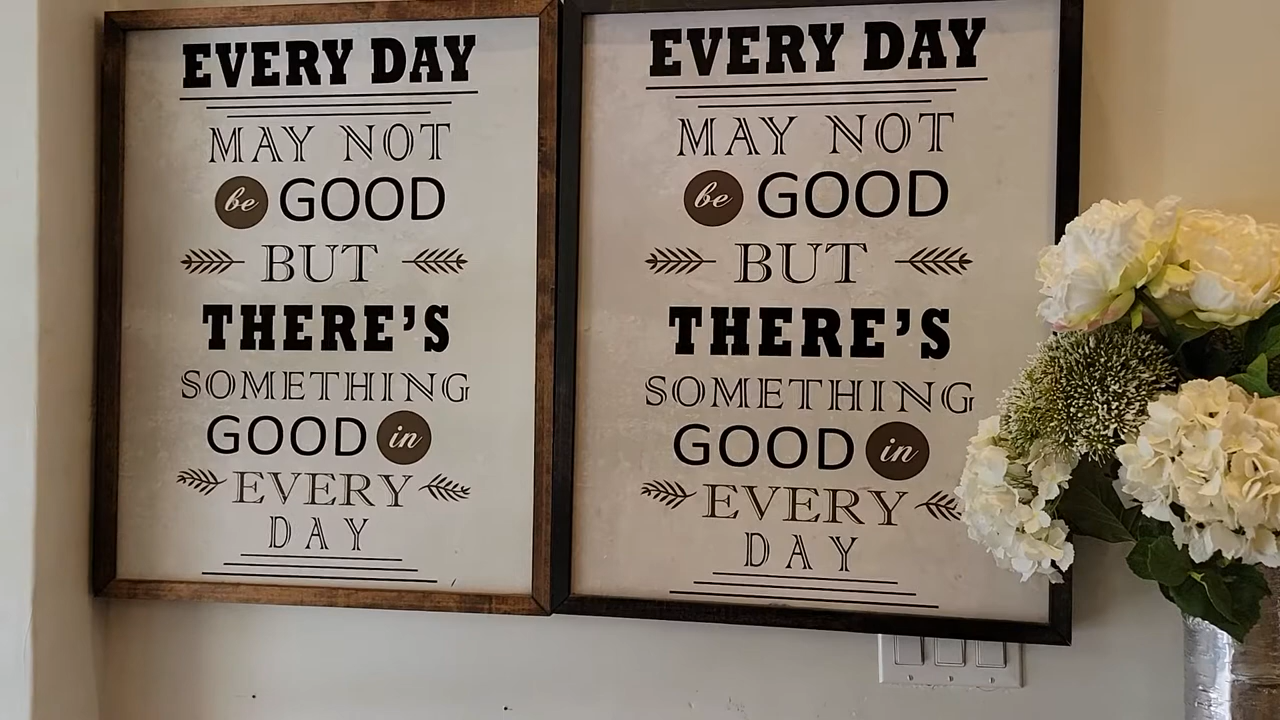 EVERY DAY
MAY NOT
be GOOD
BUT
THERE'S
SOMETHING
GOOD in
EVERY
DAY
EVERY DAY
MAY NOT
be GOOD
BUT
THERE'S
SOMETHING
GOOD in
EVERY
DAY